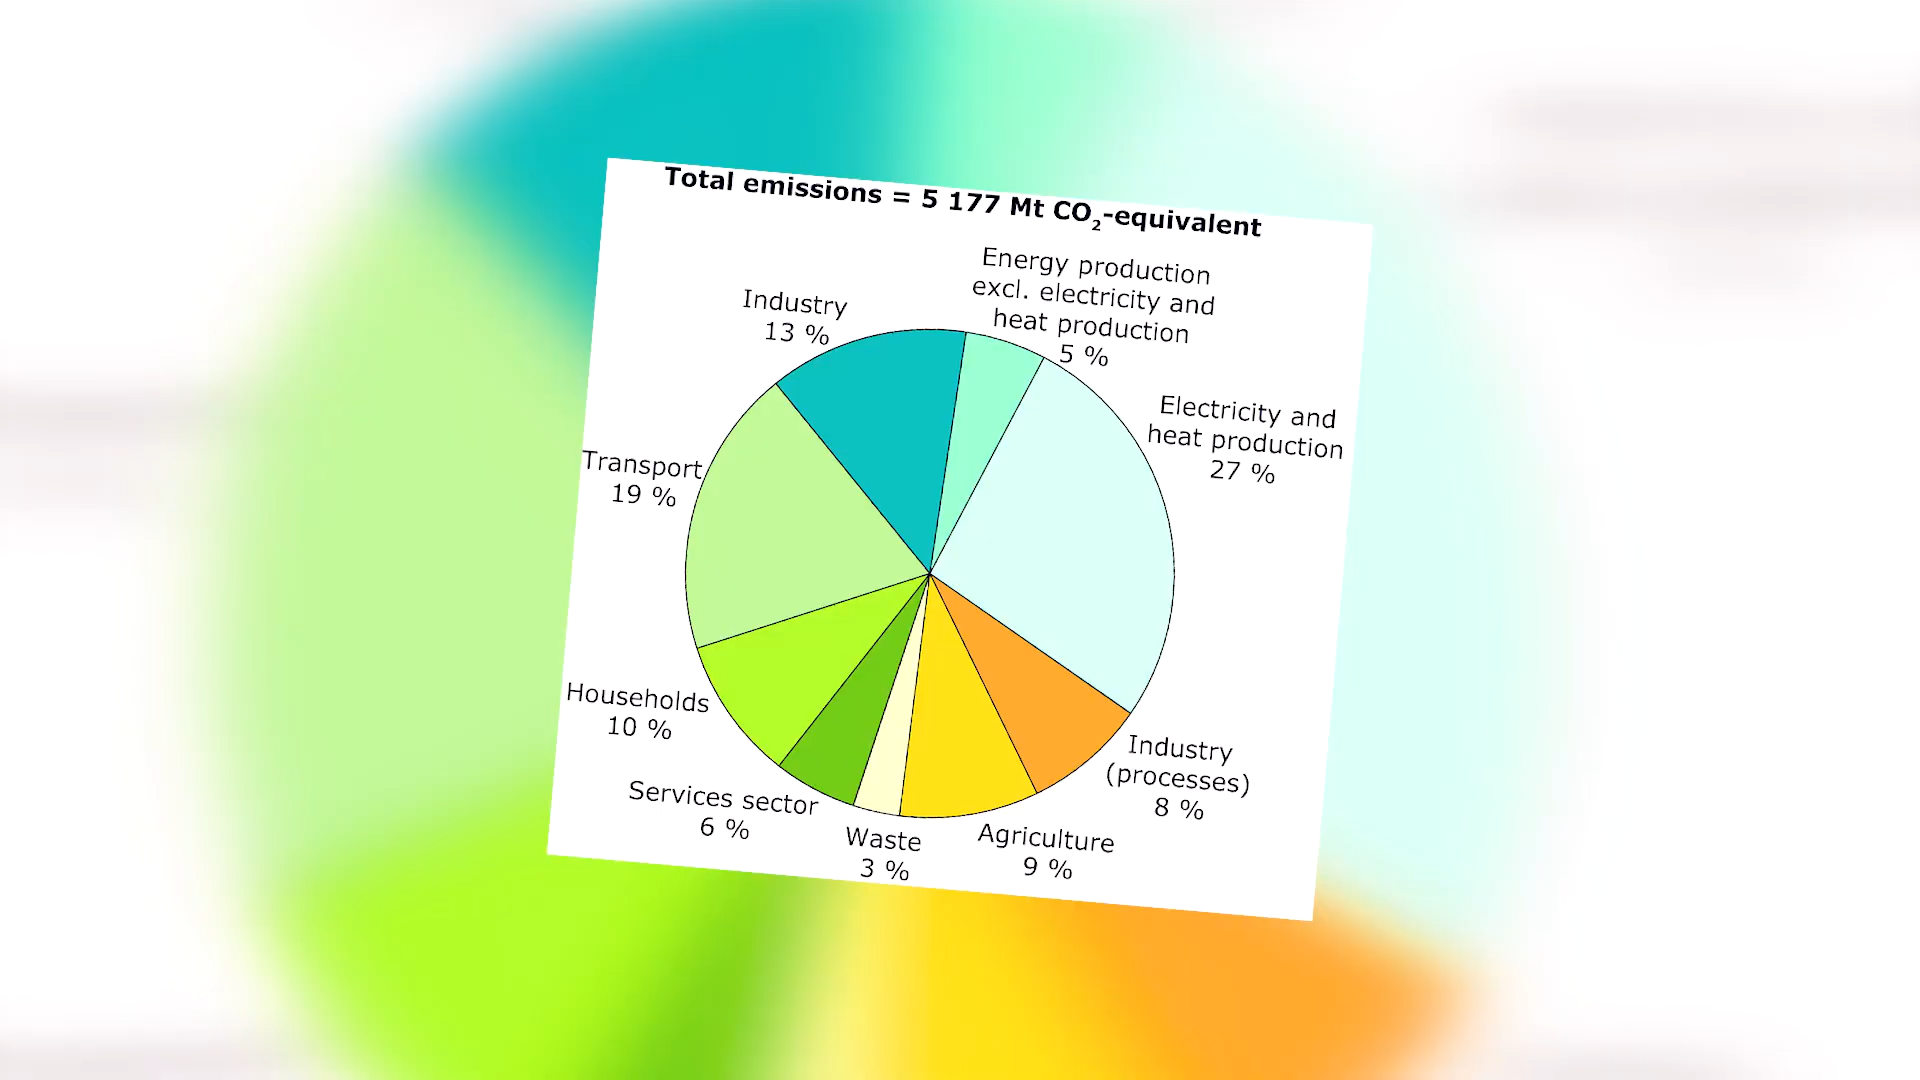 Total emissions = 5 177 Mt CO₂-equivalent
Energy production
excl. electricity and
heat production
5 %
Industry
13 %
Electricity and
heat production
27 %
Transport
19 %
Households
10 %
Industry
(processes)
8 %
Services sector
6 %
Waste
3 %
Agriculture
9 %